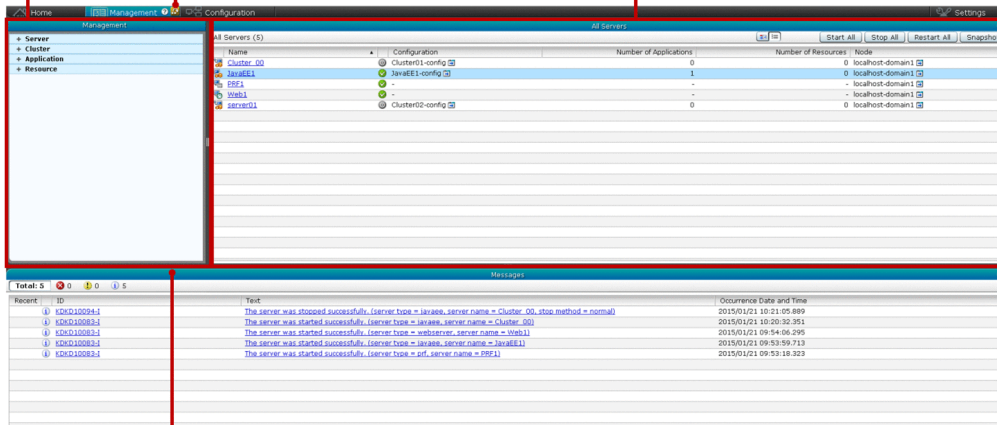 Home Management Configuration Settings
Management
+ Server
+ Cluster
+ Application
+ Resource
All Servers
All Servers (5) Start All Stop All Restart All Snapsho
Name Configuration Number of Applications Number of Resources Node
Cluster_00 Cluster01-config 0 0 localhost-domain1
JavaEE1 JavaEE1-config 1 0 localhost-domain1
PRF1 - - - localhost-domain1
Web1 - - - localhost-domain1
server01 Cluster02-config 0 0 localhost-domain1
Messages
Total: 5 0 0 5
Recent ID Text Occurrence Date and Time
KDKD10094-I The server was stopped successfully. (server type = javaee, server name = Cluster_00, stop method = normal) 2015/01/21 10:21:05.889
KDKD10083-I The server was started successfully. (server type = javaee, server name = Cluster_00) 2015/01/21 10:20:32.351
KDKD10083-I The server was started successfully. (server type = webserver, server name = Web1) 2015/01/21 09:54:06.295
KDKD10083-I The server was started successfully. (server type = javaee, server name = JavaEE1) 2015/01/21 09:53:59.713
KDKD10083-I The server was started successfully. (server type = prf, server name = PRF1) 2015/01/21 09:53:18.323